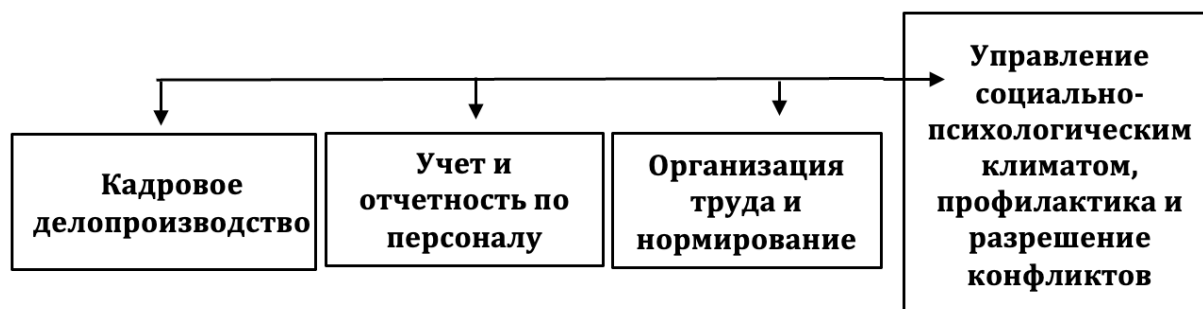 Кадровое
делопроизводство
Учет и
отчетность по
персоналу
Организация
труда и
нормирование
Управление
социально-
психологическим
климатом,
профилактика и
разрешение
конфликтов